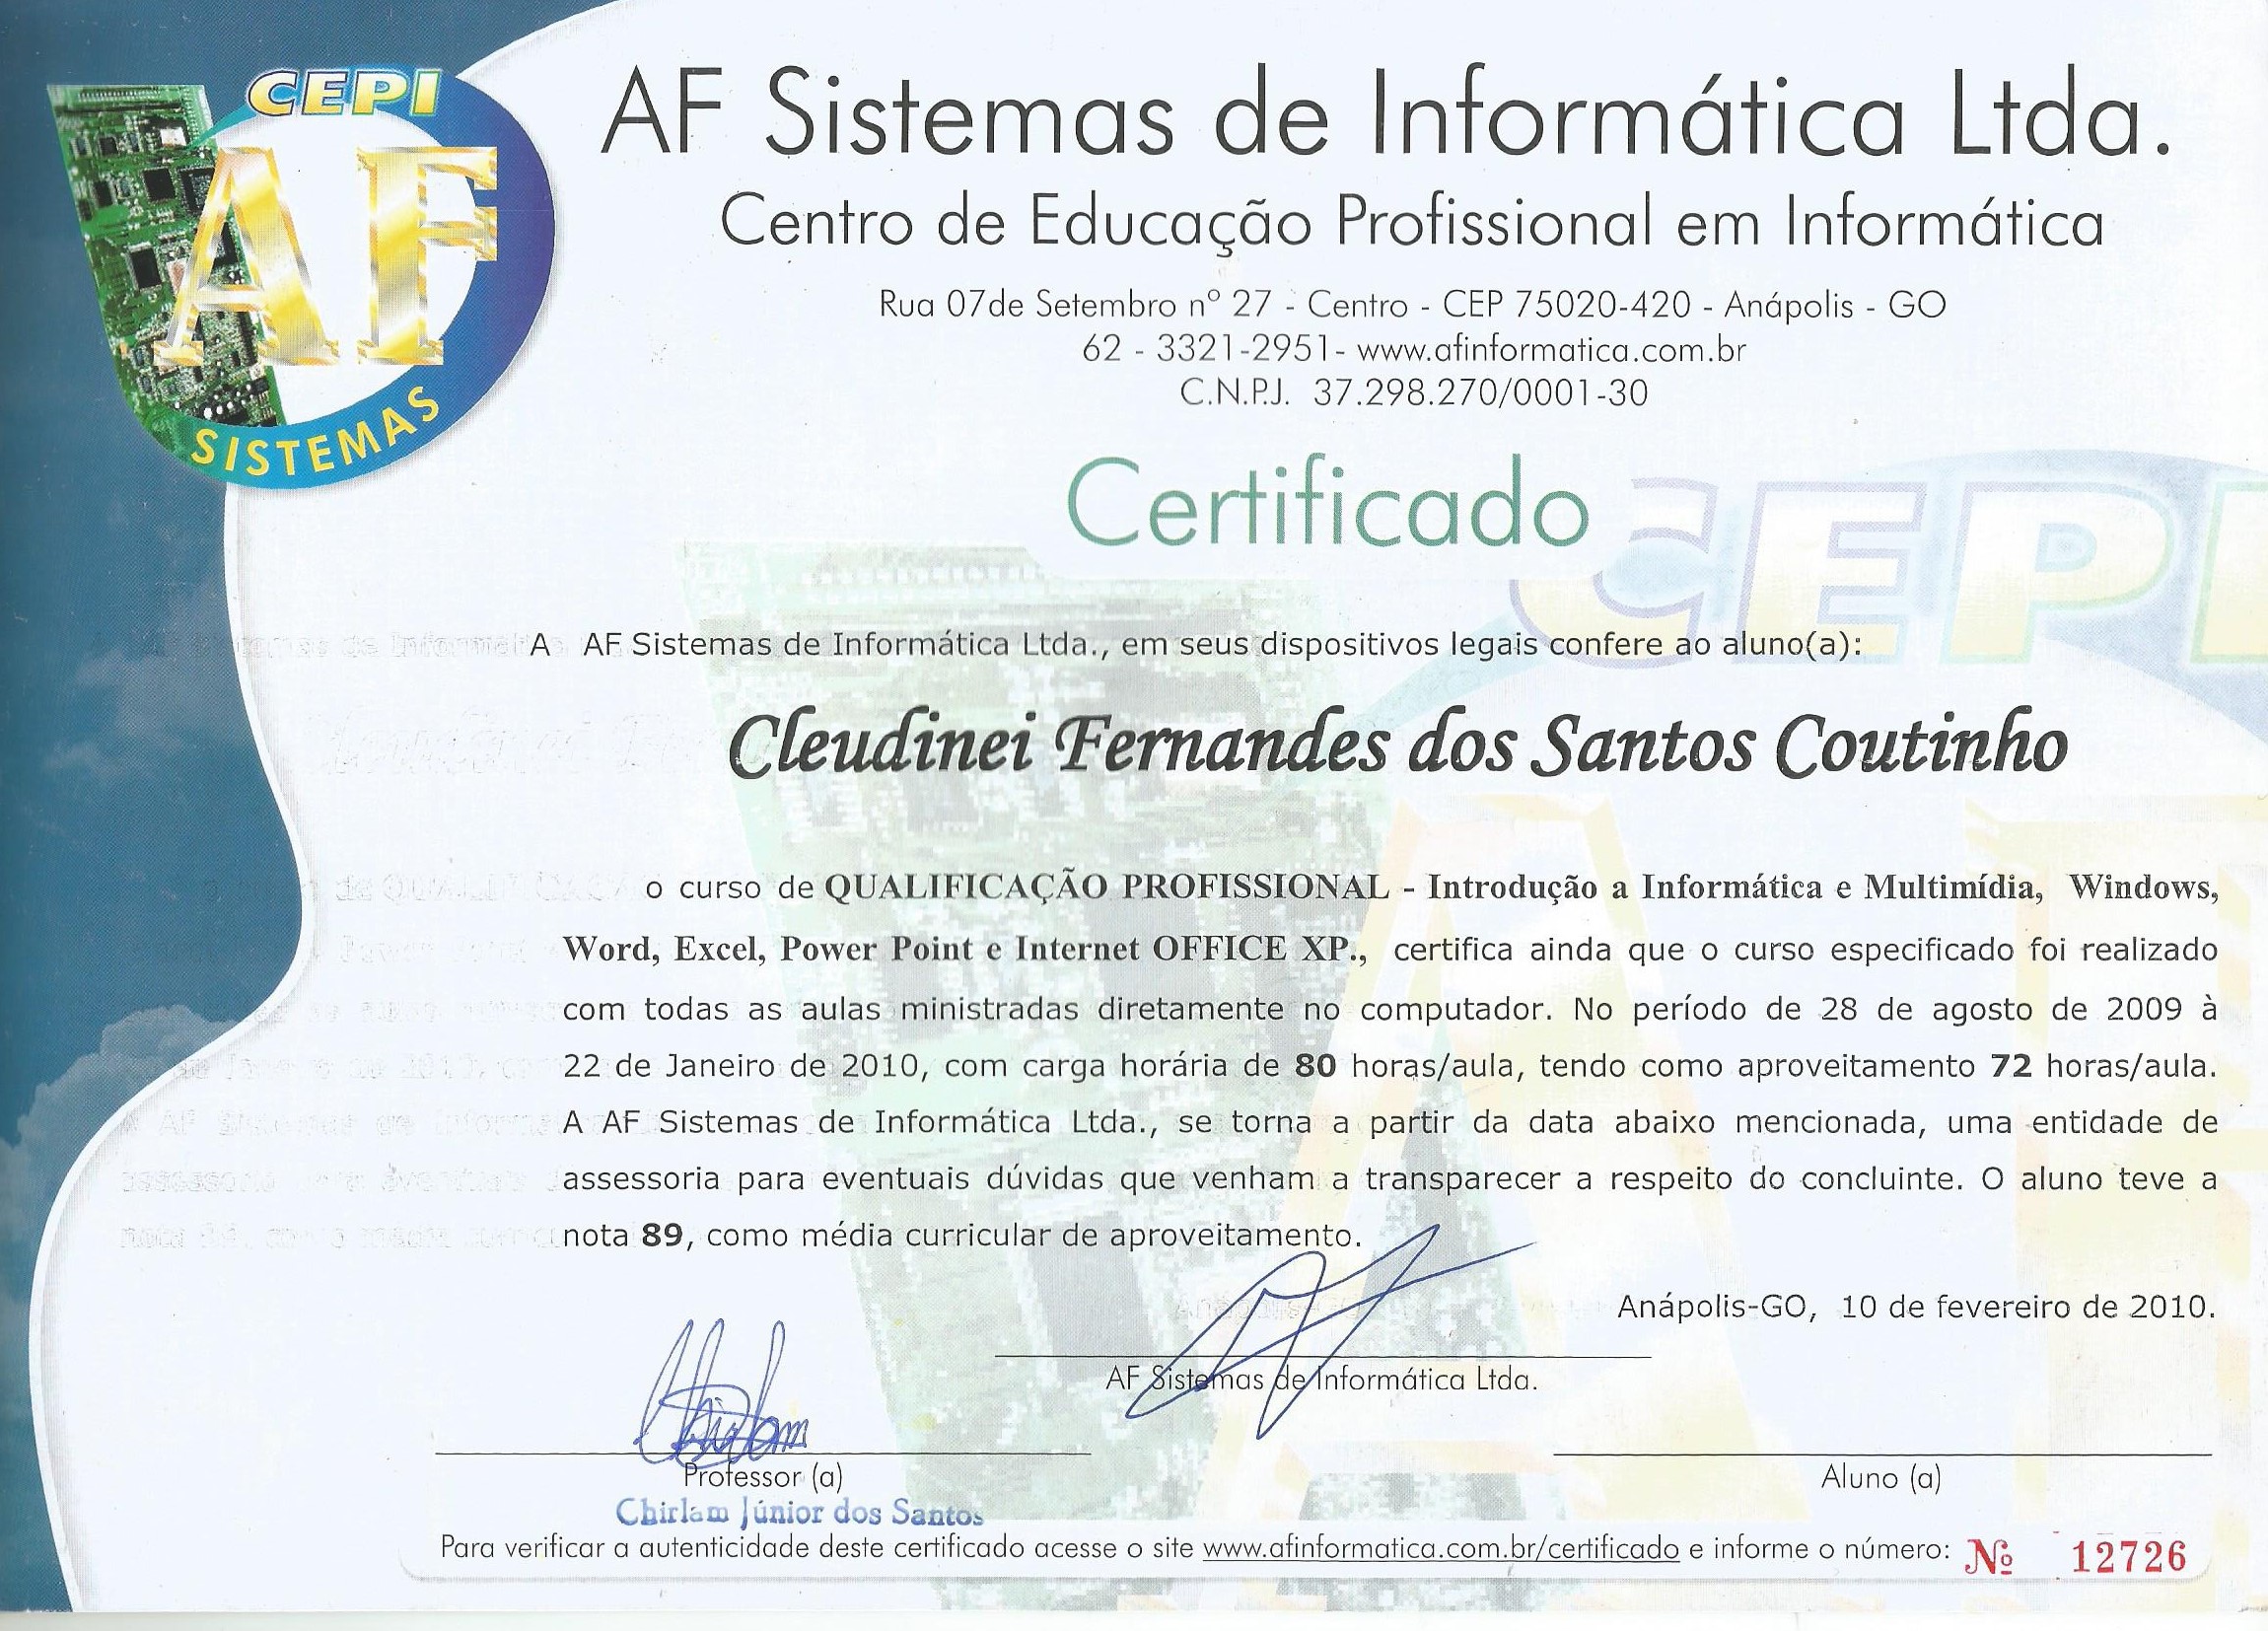 CEPI
AF
SISTEMAS
AF Sistemas de Informática Ltda.
Centro de Educação Profissional em Informática
Rua 07de Setembro nº 27 - Centro - CEP 75020-420 - Anápolis - GO
62 - 3321-2951- www.afinformatica.com.br
C.N.P.J. 37.298.270/0001-30
Certificado
CEPI
A AF Sistemas de Informática Ltda., em seus dispositivos legais confere ao aluno(a):
Cleudinei Fernandes dos Santos Coutinho
o curso de QUALIFICAÇÃO PROFISSIONAL - Introdução a Informática e Multimídia, Windows,
Word, Excel, Power Point e Internet OFFICE XP., certifica ainda que o curso especificado foi realizado
com todas as aulas ministradas diretamente no computador. No período de 28 de agosto de 2009 à
22 de Janeiro de 2010, com carga horária de 80 horas/aula, tendo como aproveitamento 72 horas/aula.
A AF Sistemas de Informática Ltda., se torna a partir da data abaixo mencionada, uma entidade de
assessoria para eventuais dúvidas que venham a transparecer a respeito do concluinte. O aluno teve a
nota 89, como média curricular de aproveitamento.
Anápolis-GO, 10 de fevereiro de 2010.
AF Sistemas de Informática Ltda.
Professor (a)
Aluno (a)
Chirlam Júnior dos Santos
Para verificar a autenticidade deste certificado acesse o site www.afinformatica.com.br/certificado e informe o número: Nº 12726